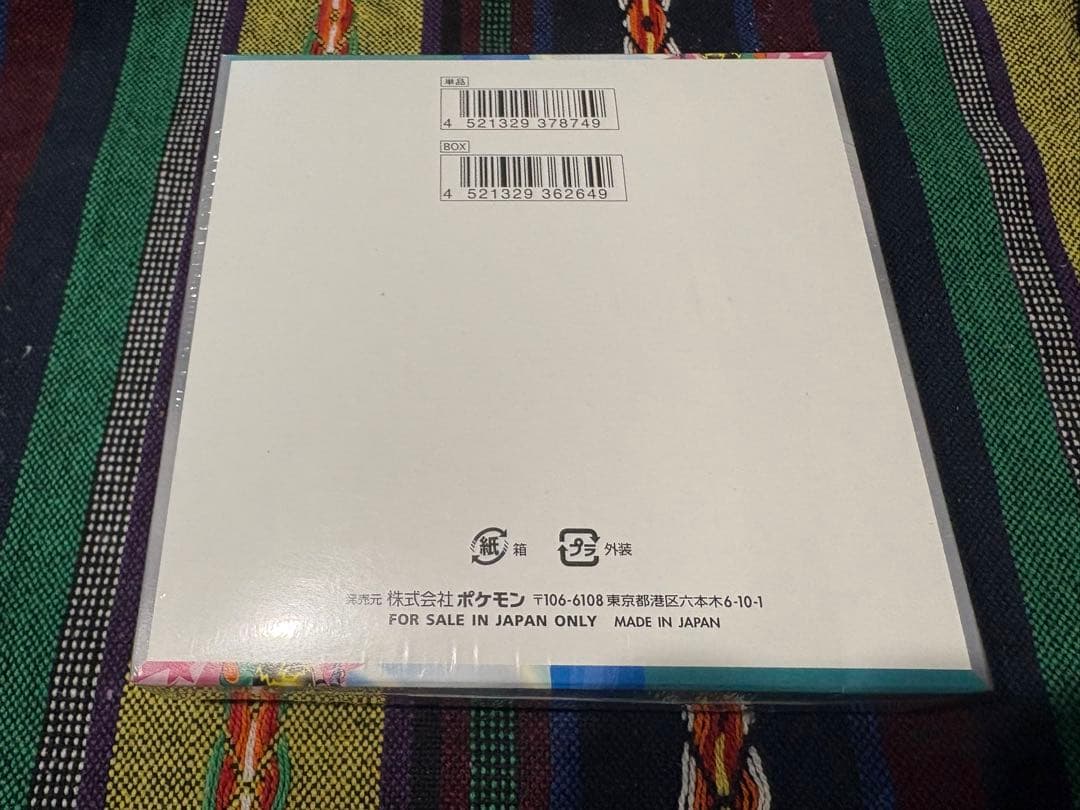 単品
4 521329 378749
BOX
4 521329 362649
紙 箱 プラ 外装
発売元 株式会社ポケモン 〒106-6108 東京都港区六本木6-10-1
FOR SALE IN JAPAN ONLY MADE IN JAPAN